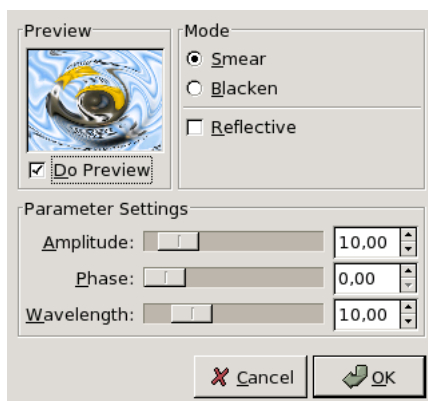 Preview
Do Preview
Mode
Smear
Blacken
Reflective
Parameter Settings
Amplitude: 10,00
Phase: 0,00
Wavelength: 10,00
Cancel OK